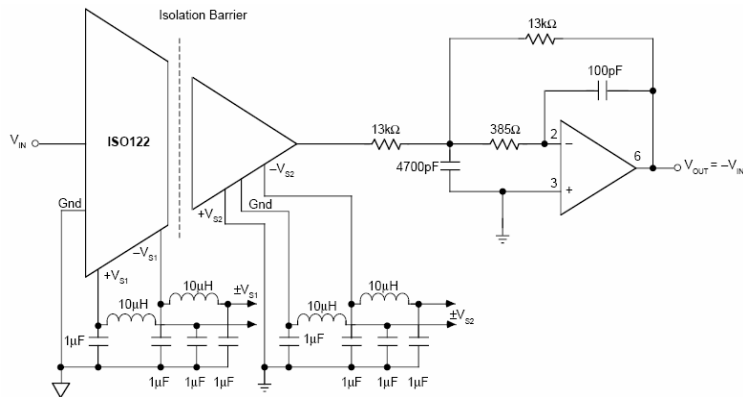 Isolation Barrier
13kΩ
100pF
V_IN
ISO122
13kΩ
385Ω
2
−
6
V_OUT = −V_IN
4700pF
3
+
Gnd
−V_S2
Gnd
+V_S2
−V_S1
+V_S1
10µH
±V_S1
10µH
10µH
10µH
±V_S2
1µF
1µF
1µF
1µF
1µF
1µF
1µF
1µF